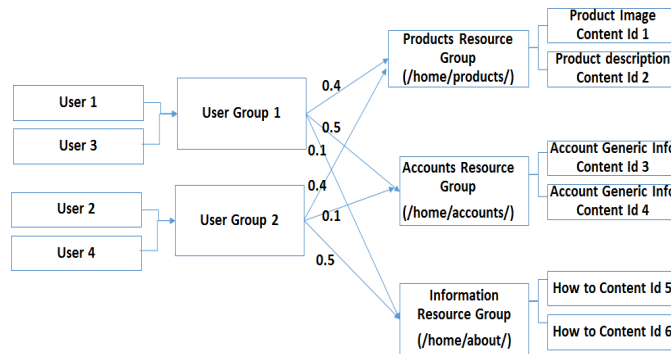 User 1
User 3
User 2
User 4
User Group 1
User Group 2
0.4
0.5
0.1
0.4
0.1
0.5
Products Resource
Group
(/home/products/)
Accounts Resource
Group
(/home/accounts/)
Information
Resource Group
(/home/about/)
Product Image
Content Id 1
Product description
Content Id 2
Account Generic Info
Content Id 3
Account Generic Info
Content Id 4
How to Content Id 5
How to Content Id 6